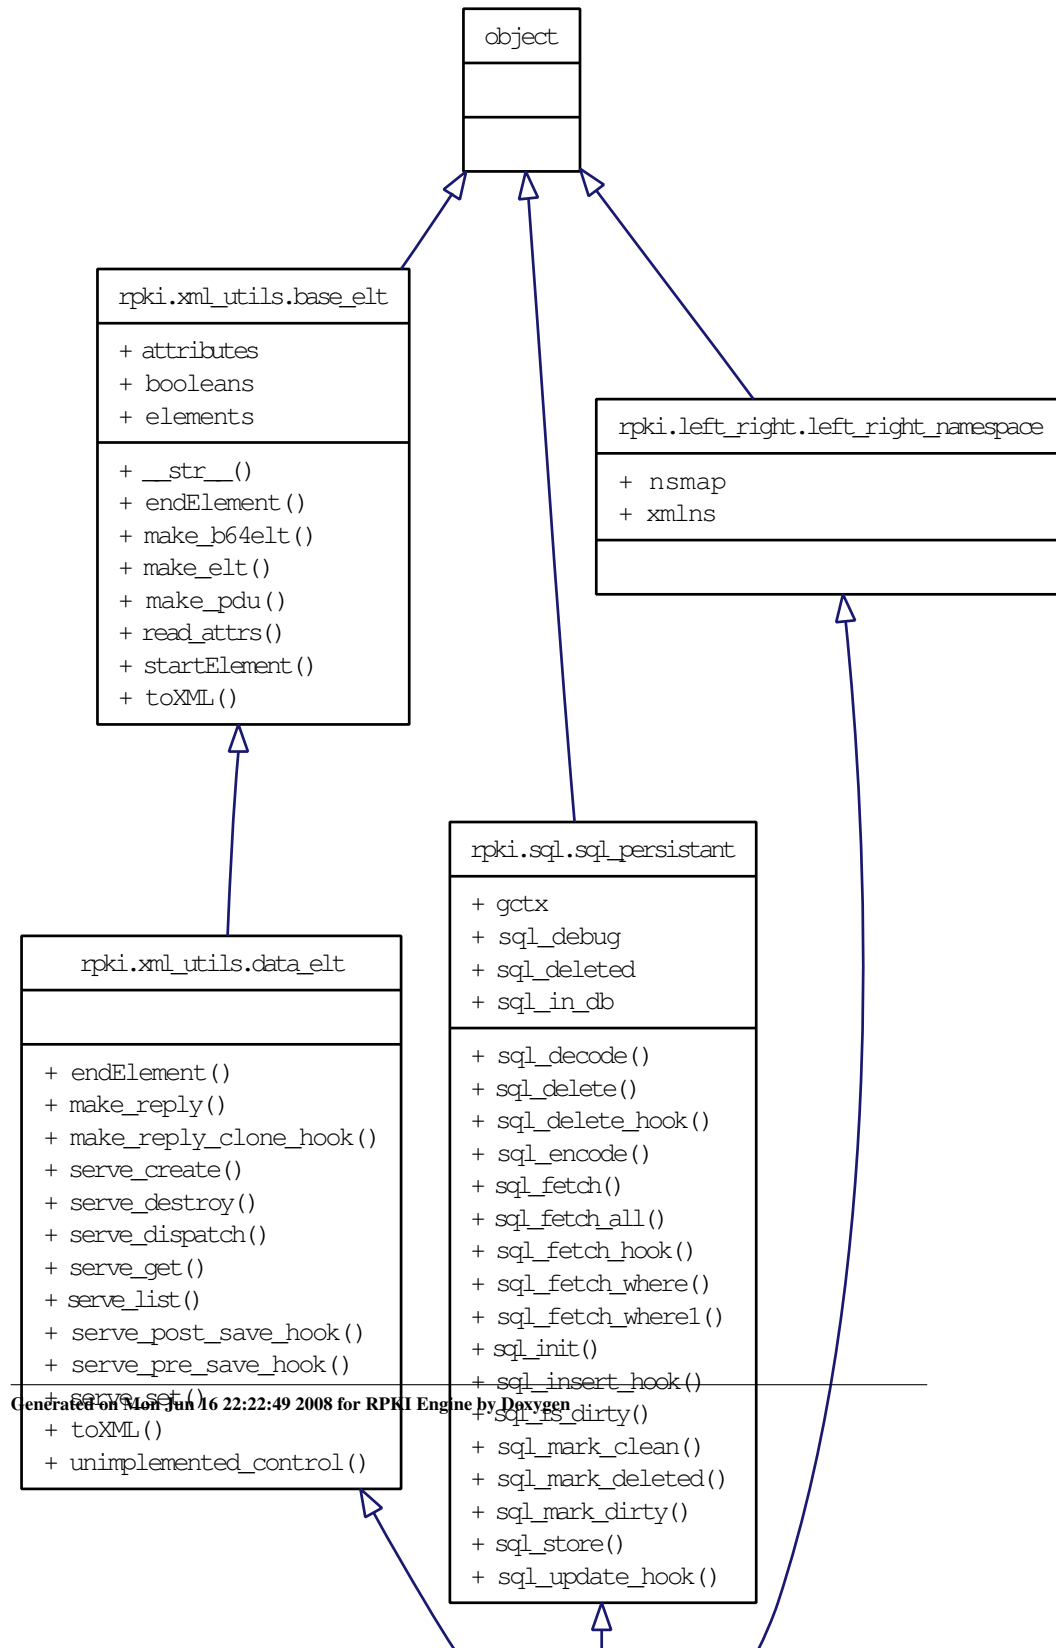 object
rpki.xml_utils.base_elt
+ attributes
+ booleans
+ elements
+ __str__()
+ endElement()
+ make_b64elt()
+ make_elt()
+ make_pdu()
+ read_attrs()
+ startElement()
+ toXML()
rpki.left_right.left_right_namespace
+ nsmap
+ xmlns
rpki.sql.sql_persistant
+ gctx
+ sql_debug
+ sql_deleted
+ sql_in_db
+ sql_decode()
+ sql_delete()
+ sql_delete_hook()
+ sql_encode()
+ sql_fetch()
+ sql_fetch_all()
+ sql_fetch_hook()
+ sql_fetch_where()
+ sql_fetch_where1()
+ sql_init()
+ sql_insert_hook()
+ sql_is_dirty()
+ sql_mark_clean()
+ sql_mark_deleted()
+ sql_mark_dirty()
+ sql_store()
+ sql_update_hook()
rpki.xml_utils.data_elt
+ endElement()
+ make_reply()
+ make_reply_clone_hook()
+ serve_create()
+ serve_destroy()
+ serve_dispatch()
+ serve_get()
+ serve_list()
+ serve_post_save_hook()
+ serve_pre_save_hook()
+ serve_set()
+ toXML()
+ unimplemented_control()
Generated on Mon Jun 16 22:22:49 2008 for RPKI Engine by Doxygen